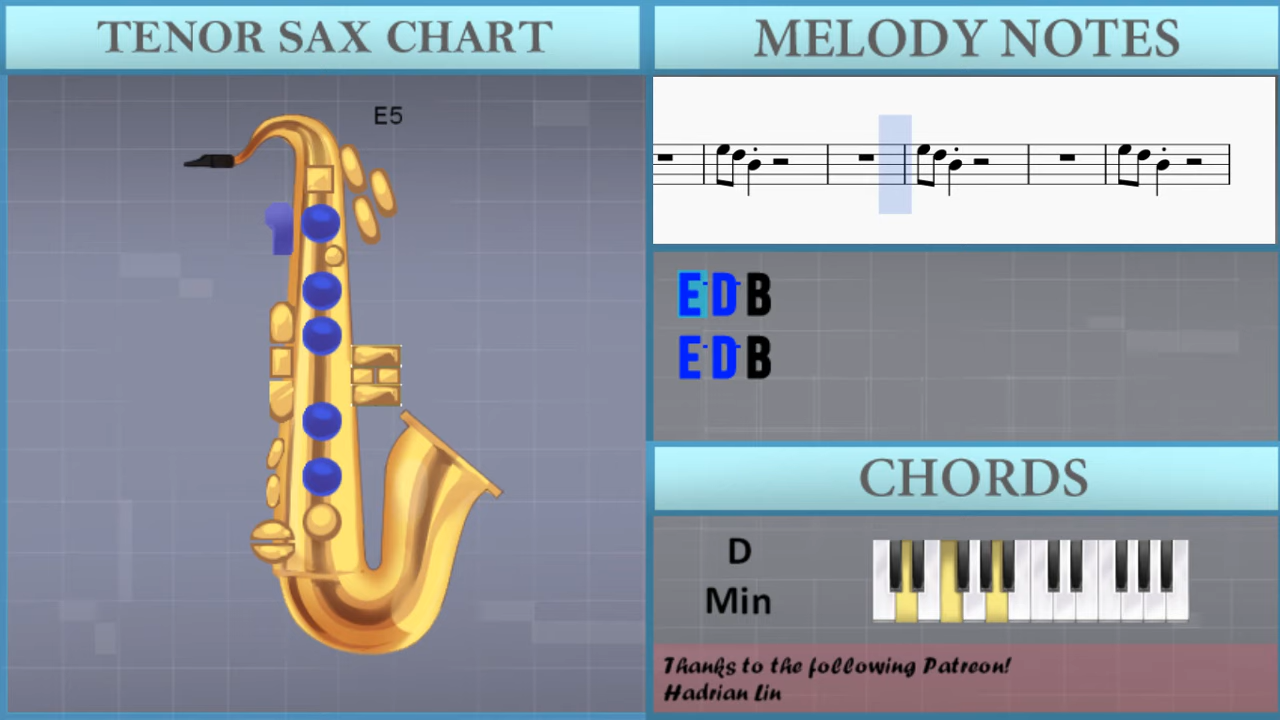 TENOR SAX CHART
E5
MELODY NOTES
E-D-B
E-D-B
CHORDS
D
Min
Thanks to the following Patreon!
Hadrian Lin